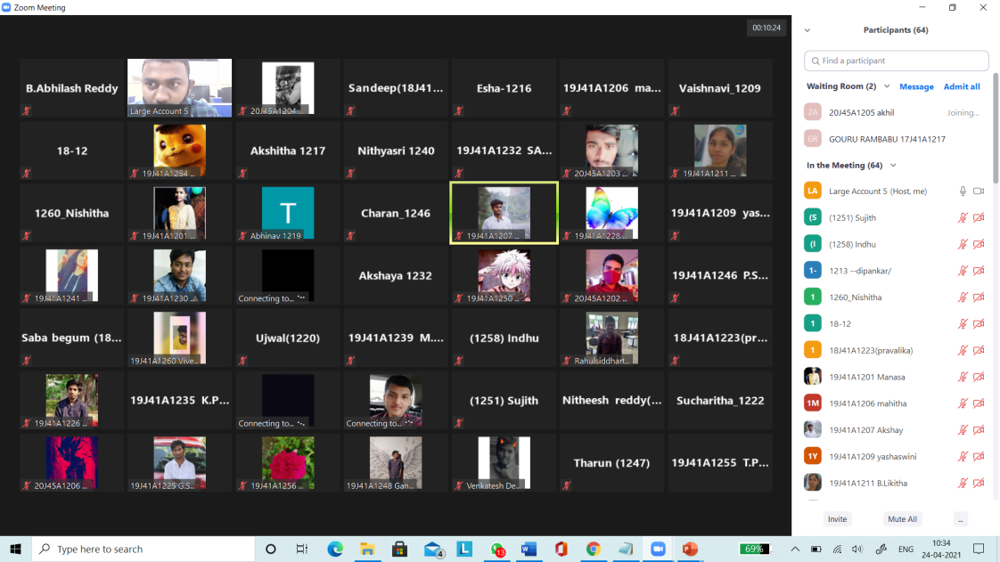 Zoom Meeting
00:10:24
B.Abhilash Reddy
Large Account 5
20J45A1204 ...
Sandeep(18J41...
Esha-1216
19J41A1206 ma...
Vaishnavi_1209
18-12
19J41A1254 ...
Akshitha 1217
Nithyasri 1240
19J41A1232 SA...
20J45A1203 ...
19J41A1211 ...
1260_Nishitha
19J41A1201 ...
T
Abhinav 1219
Charan_1246
19J41A1207 ...
19J41A1228 ...
19J41A1209 yas...
19J41A1241 ...
19J41A1230 ...
Connecting to...
Akshaya 1232
19J41A1250 ...
20J45A1202 ...
19J41A1246 P.S...
Saba begum (18...
19J41A1260 Vive...
Ujwal(1220)
19J41A1239 M....
(1258) Indhu
Rahulsiddhart...
18J41A1223(pr...
19J41A1226 ...
19J41A1235 K.P...
Connecting to...
Connecting to...
(1251) Sujith
Nitheesh reddy(...
Sucharitha_1222
20J45A1206 ...
19J41A1225 G.S...
19J41A1256 ...
19J41A1248 Gan...
Venkatesh De...
Tharun (1247)
19J41A1255 T.P...
Participants (64)
Find a participant
Waiting Room (2) Message Admit all
2A 20J45A1205 akhil Joining...
GR GOURU RAMBABU 17J41A1217
In the Meeting (64)
LA Large Account 5 (Host, me)
(S (1251) Sujith
(I (1258) Indhu
1- 1213 --dipankar/
1 1260_Nishitha
1 18-12
1 18J41A1223(pravalika)
19J41A1201 Manasa
1M 19J41A1206 mahitha
19J41A1207 Akshay
1Y 19J41A1209 yashaswini
19J41A1211 B.Likitha
Invite Mute All ...
Type here to search
4
L
13
69%
ENG
10:34
24-04-2021